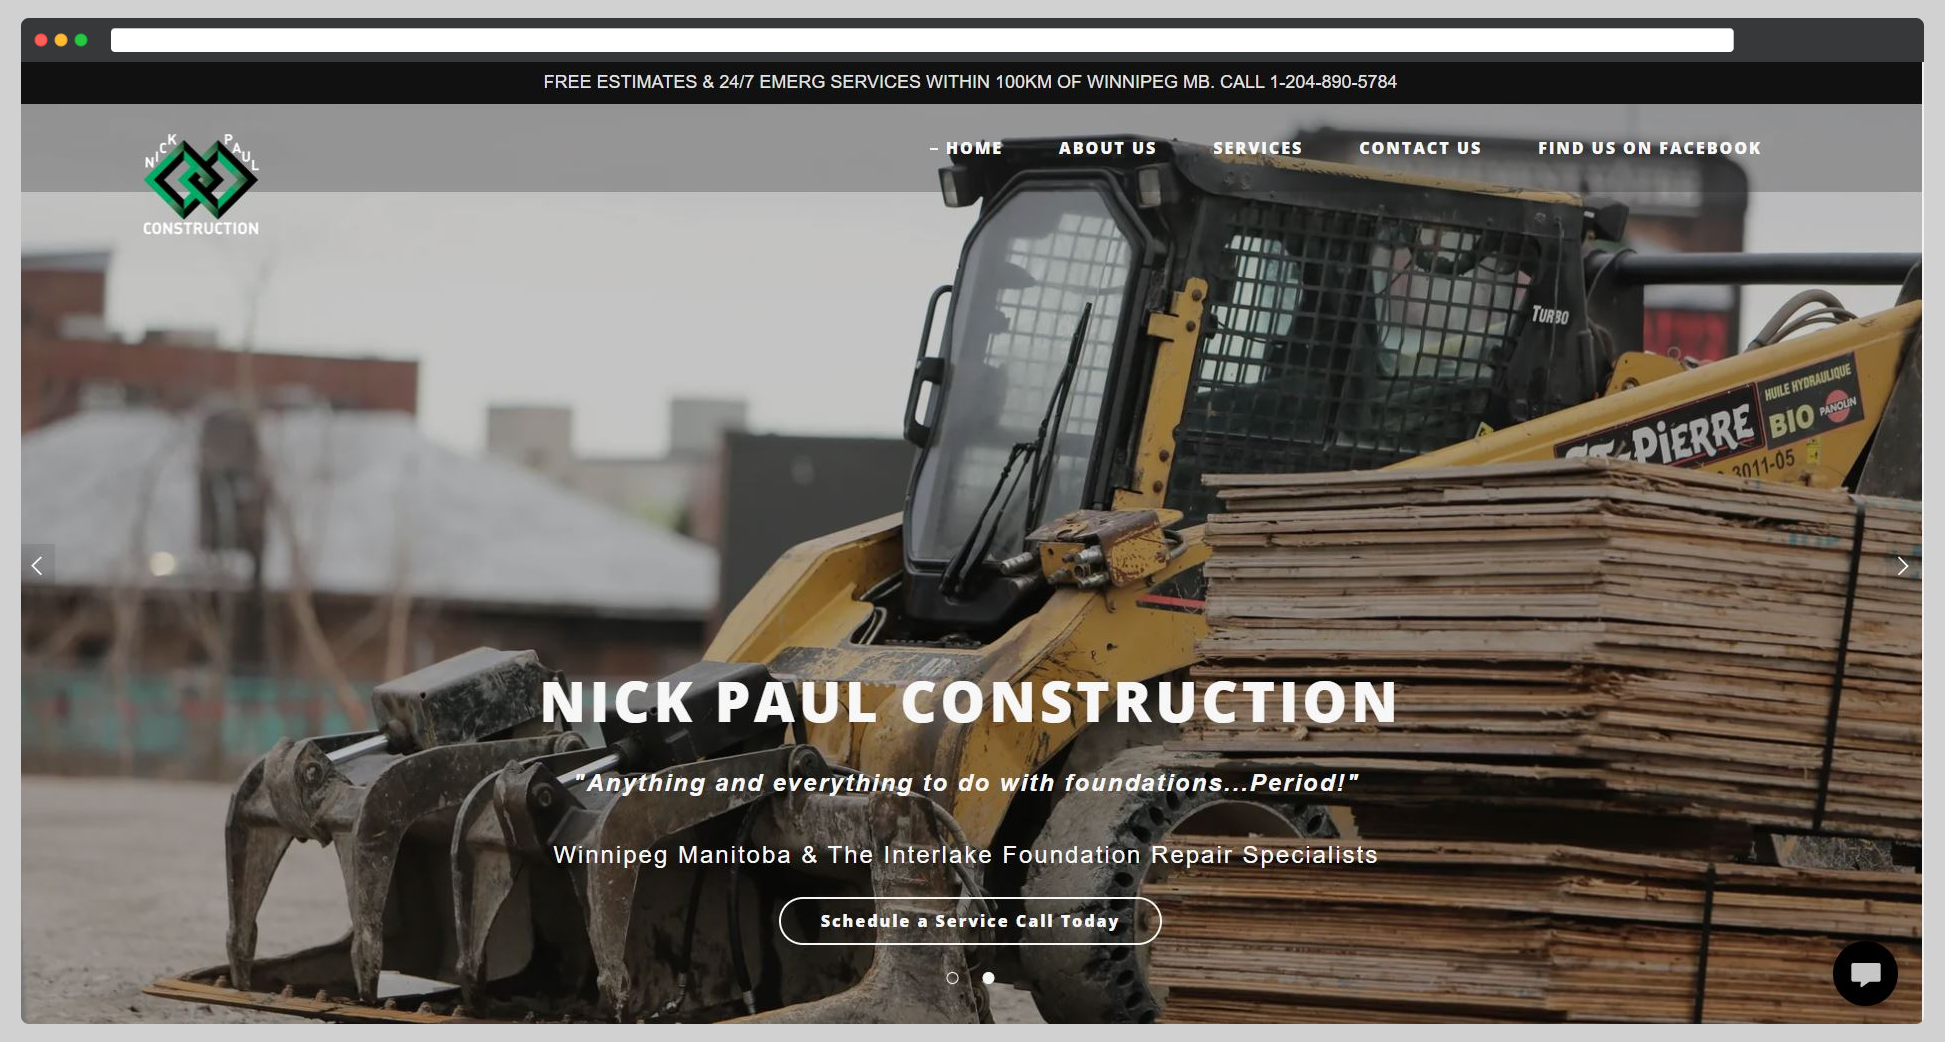 FREE ESTIMATES & 24/7 EMERG SERVICES WITHIN 100KM OF WINNIPEG MB. CALL 1-204-890-5784
NICK PAUL
CONSTRUCTION
– HOME ABOUT US SERVICES CONTACT US FIND US ON FACEBOOK
TURBO
HUILE HYDRAULIQUE
ST-PIERRE BIO PANOLIN
3011-05
NICK PAUL CONSTRUCTION
"Anything and everything to do with foundations...Period!"
Winnipeg Manitoba & The Interlake Foundation Repair Specialists
Schedule a Service Call Today